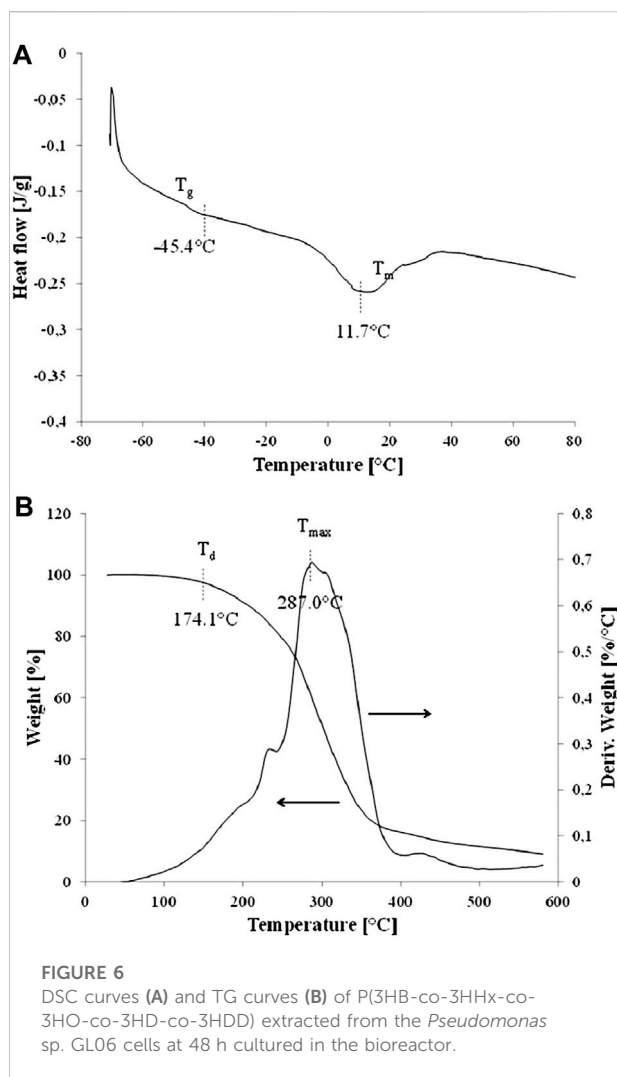 A
0
-0,05
-0,1
-0,15
-0,2
-0,25
-0,3
-0,35
-0,4
Heat flow [J/g]
Tg
-45.4°C
Tm
11.7°C
-80 -60 -40 -20 0 20 40 60 80
Temperature [°C]
B
120
100
80
60
40
20
0
Weight [%]
Td
174.1°C
Tmax
287.0°C
0,8
0,7
0,6
0,5
0,4
0,3
0,2
0,1
0
Deriv. Weight [%/°C]
0 100 200 300 400 500 600
Temperature [°C]
FIGURE 6
DSC curves (A) and TG curves (B) of P(3HB-co-3HHx-co-
3HO-co-3HD-co-3HDD) extracted from the Pseudomonas
sp. GL06 cells at 48 h cultured in the bioreactor.